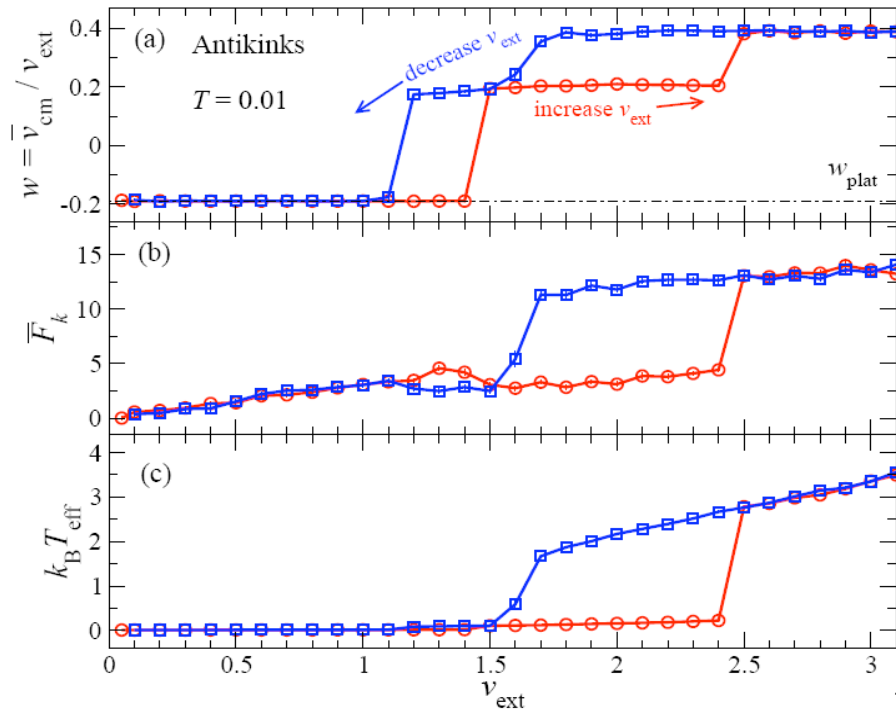 (a) Antikinks
T = 0.01
decrease v_ext
increase v_ext
w_plat
w = v̄_cm / v_ext
0.4
0.2
0
-0.2
(b)
F̄_k
15
10
5
0
(c)
k_B T_eff
4
3
2
1
0
0 0.5 1 1.5 2 2.5 3
v_ext